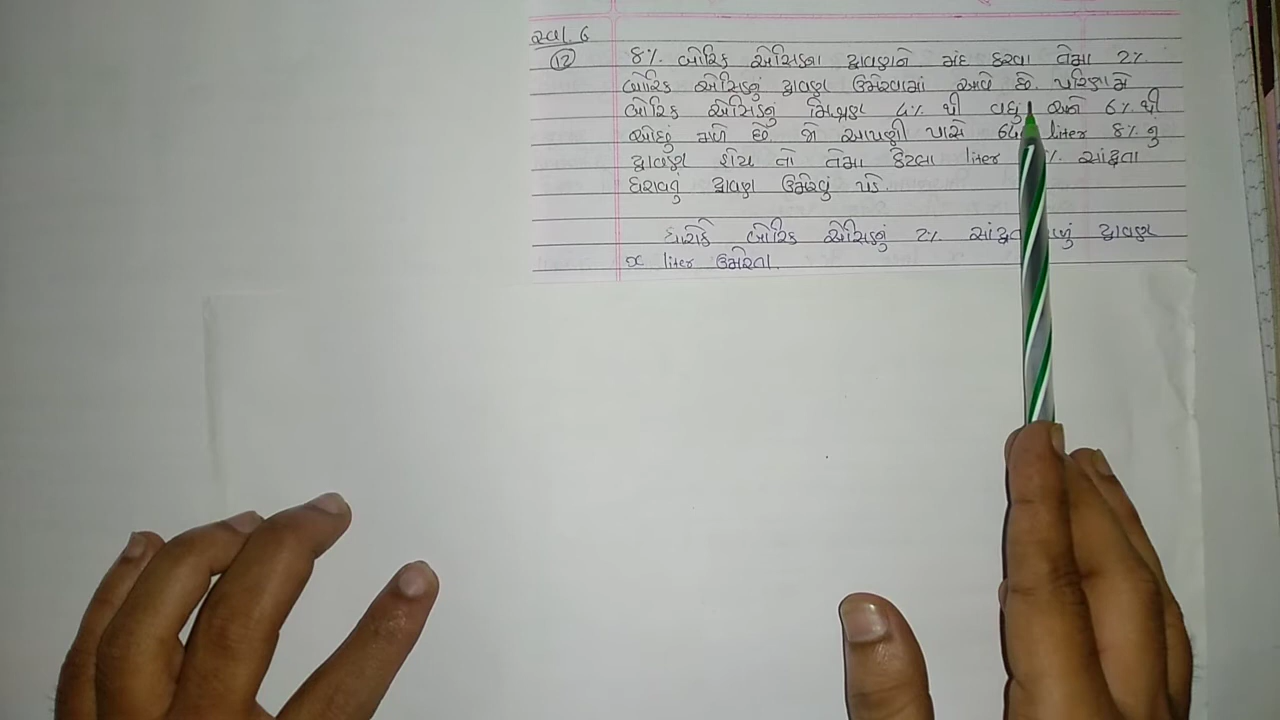 સ્વા. 6
(12) 8% બોરિક એસિડના દ્રાવણને મંદ કરવા તેમા 2%
બોરિક એસિડનું દ્રાવણ ઉમેરવામાં આવે છે. પરિણામે
બોરિક એસિડનું મિશ્રણ 4% થી વધુ અને 6% થી
ઓછું મળે છે. જો આપણી પાસે 640 liter 8% નું
દ્રાવણ હોય તો તેમા કેટલા liter % સાંદ્રતા
ધરાવતું દ્રાવણ ઉમેરવું પડે.
ધારોકે બોરિક એસિડનું 2% દ્રાવણ
x liter ઉમેરતા.